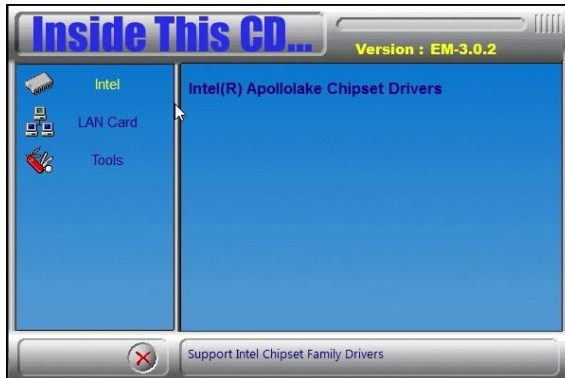 Inside This CD...
Version : EM-3.0.2
Intel
Intel(R) Apollolake Chipset Drivers
LAN Card
Tools
Support Intel Chipset Family Drivers